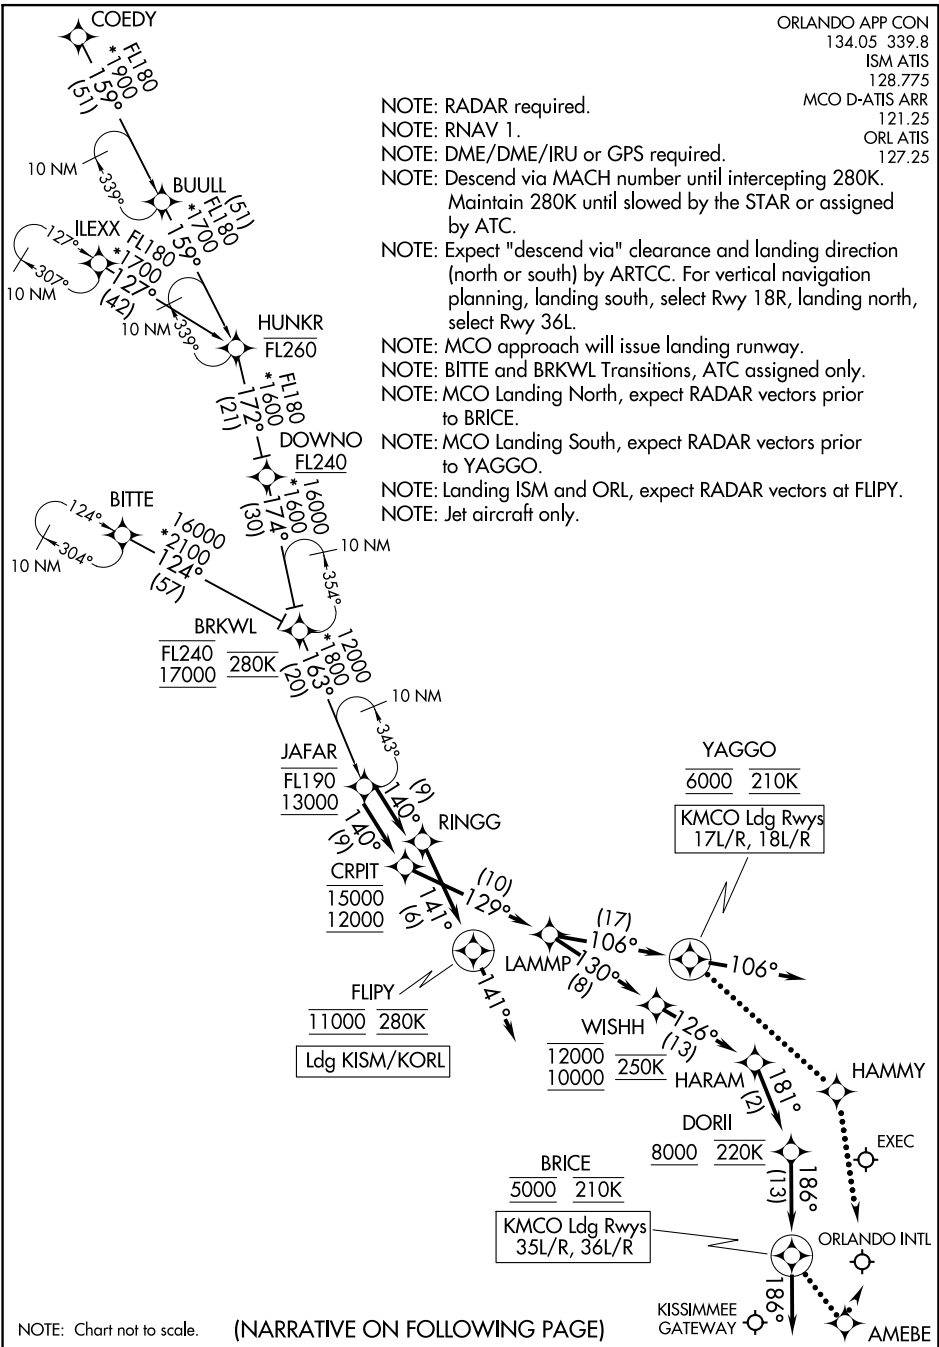 COEDY
FL180
*1900
159°
(51)
ORLANDO APP CON
134.05 339.8
ISM ATIS
128.775
MCO D-ATIS ARR
121.25
ORL ATIS
127.25
NOTE: RADAR required.
NOTE: RNAV 1.
NOTE: DME/DME/IRU or GPS required.
NOTE: Descend via MACH number until intercepting 280K.
Maintain 280K until slowed by the STAR or assigned
by ATC.
NOTE: Expect "descend via" clearance and landing direction
(north or south) by ARTCC. For vertical navigation
planning, landing south, select Rwy 18R, landing north,
select Rwy 36L.
NOTE: MCO approach will issue landing runway.
NOTE: BITTE and BRKWL Transitions, ATC assigned only.
NOTE: MCO Landing North, expect RADAR vectors prior
to BRICE.
NOTE: MCO Landing South, expect RADAR vectors prior
to YAGGO.
NOTE: Landing ISM and ORL, expect RADAR vectors at FLIPY.
NOTE: Jet aircraft only.
10 NM
339°
BUULL
(51)
FL180
*1700
159°
ILEXX
127°
307°
10 NM
FL180
*1700
127°
(42)
10 NM
339°
HUNKR
FL260
FL180
*1600
172°
(21)
DOWNO
FL240
16000
*1600
174°
(30)
BITTE
124°
304°
10 NM
16000
*2100
124°
(57)
10 NM
354°
BRKWL
FL240
17000
280K
12000
*1800
163°
(20)
10 NM
343°
JAFAR
FL190
13000
(9)
140°
140°
(9)
RINGG
CRPIT
15000
12000
141°
(6)
(10)
129°
YAGGO
6000 210K
KMCO Ldg Rwys
17L/R, 18L/R
(17)
106°
106°
LAMMP
130°
(8)
FLIPY
11000 280K
Ldg KISM/KORL
141°
WISHH
12000
10000
250K
126°
(13)
HARAM
181°
(2)
HAMMY
DORII
8000 220K
EXEC
186°
(13)
BRICE
5000 210K
KMCO Ldg Rwys
35L/R, 36L/R
ORLANDO INTL
186°
KISSIMMEE
GATEWAY
AMEBE
NOTE: Chart not to scale.
(NARRATIVE ON FOLLOWING PAGE)